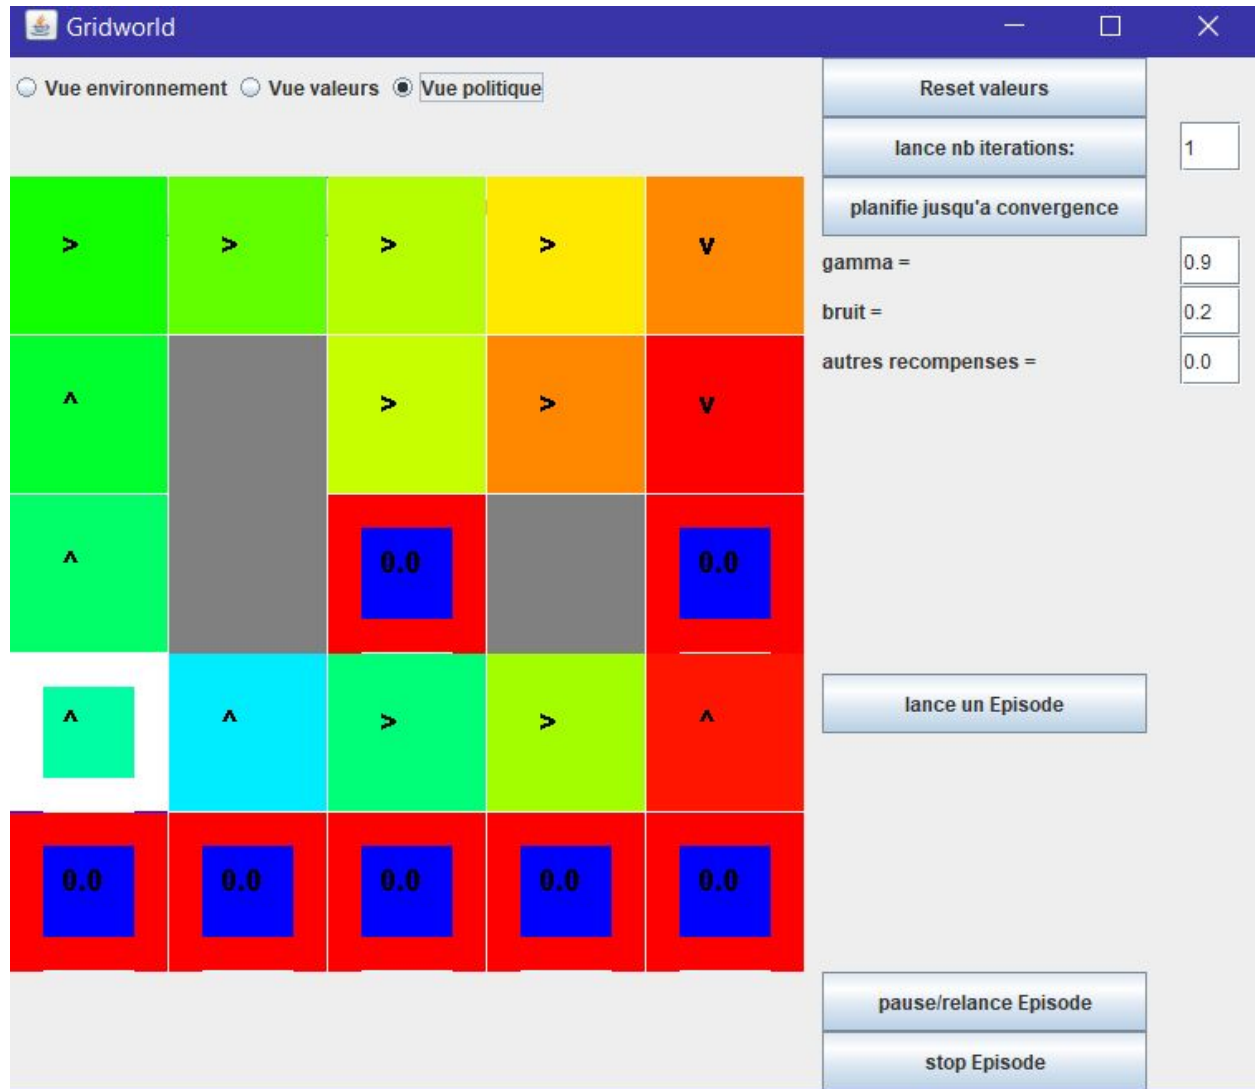 Gridworld
Vue environnement Vue valeurs Vue politique
Reset valeurs
lance nb iterations: 1
planifie jusqu'a convergence
gamma = 0.9
bruit = 0.2
autres recompenses = 0.0
> > > > v
^ > > v
^ 0.0 0.0
^ ^ > > ^
lance un Episode
0.0 0.0 0.0 0.0 0.0
pause/relance Episode
stop Episode